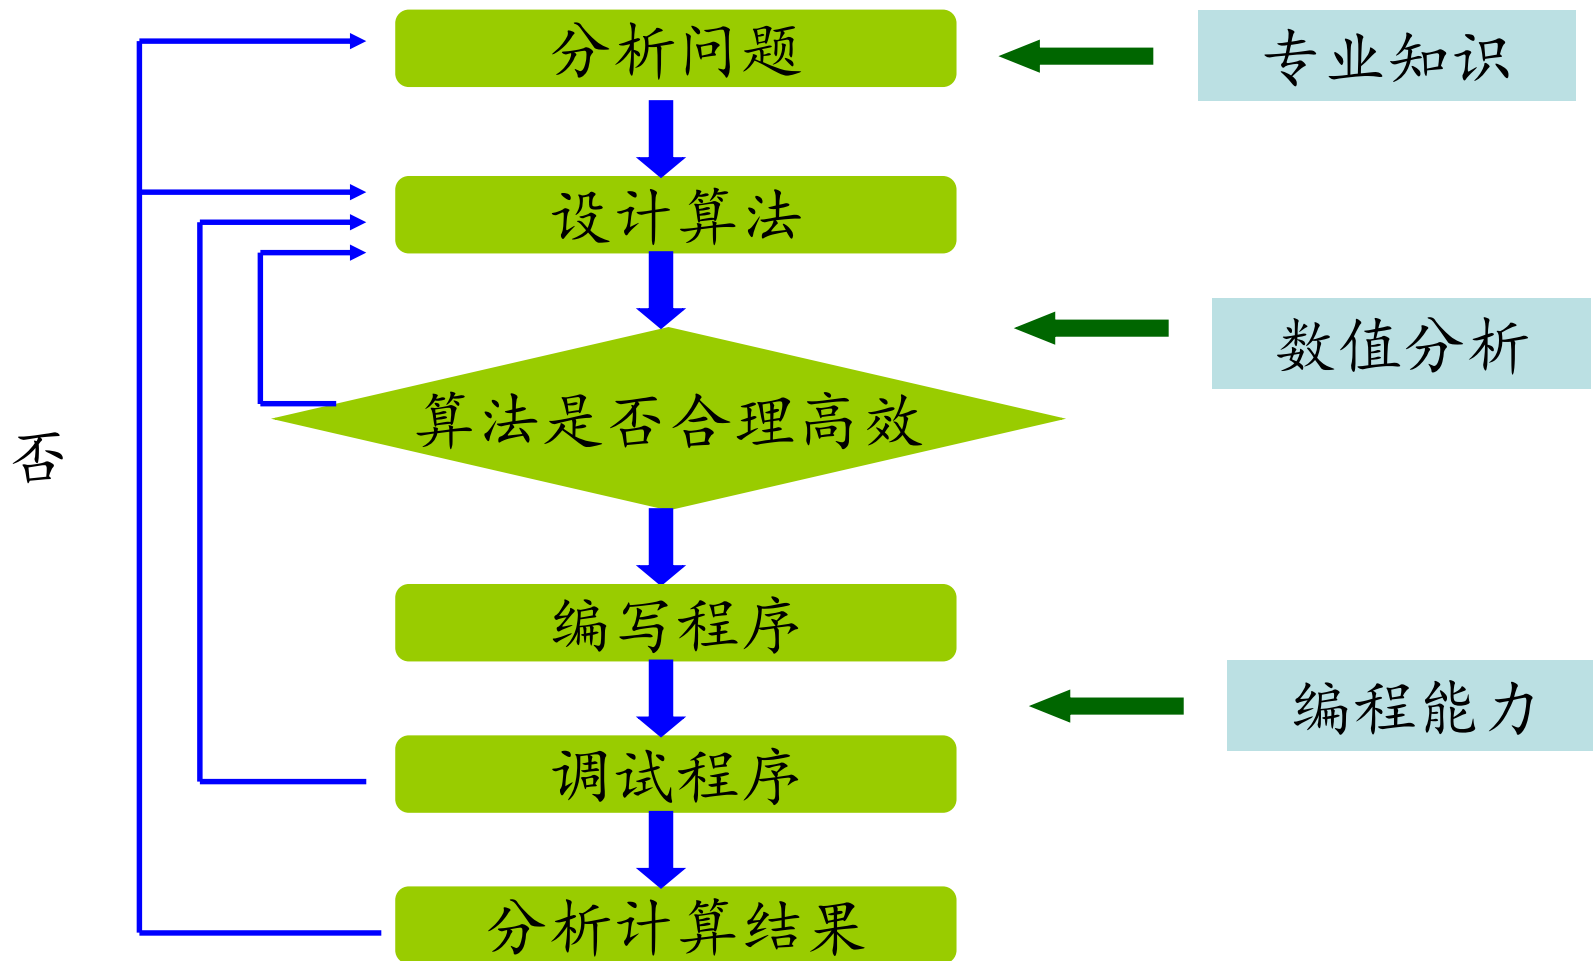 分析问题
专业知识
设计算法
数值分析
算法是否合理高效
否
编写程序
编程能力
调试程序
分析计算结果